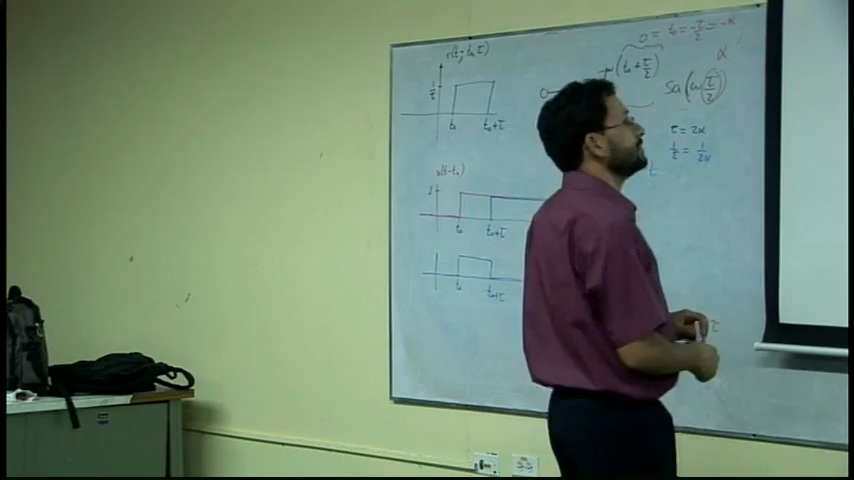 r(t; t₀, τ)
1/τ
t₀ t₀+τ
u(t-t₀)
1
t₀ t₀+τ
t₀ t₀+τ
0 = t₀ = -τ/2 = -α
α
(t₀ + τ/2)
Sa(ω τ/2)
τ = 2α
1/τ = 1/2α
t
τ